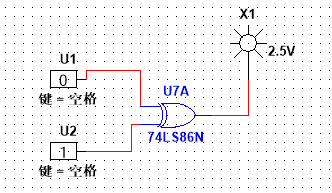 X1
2.5V
U1
0
键 = 空格
U7A
74LS86N
U2
1
键 = 空格